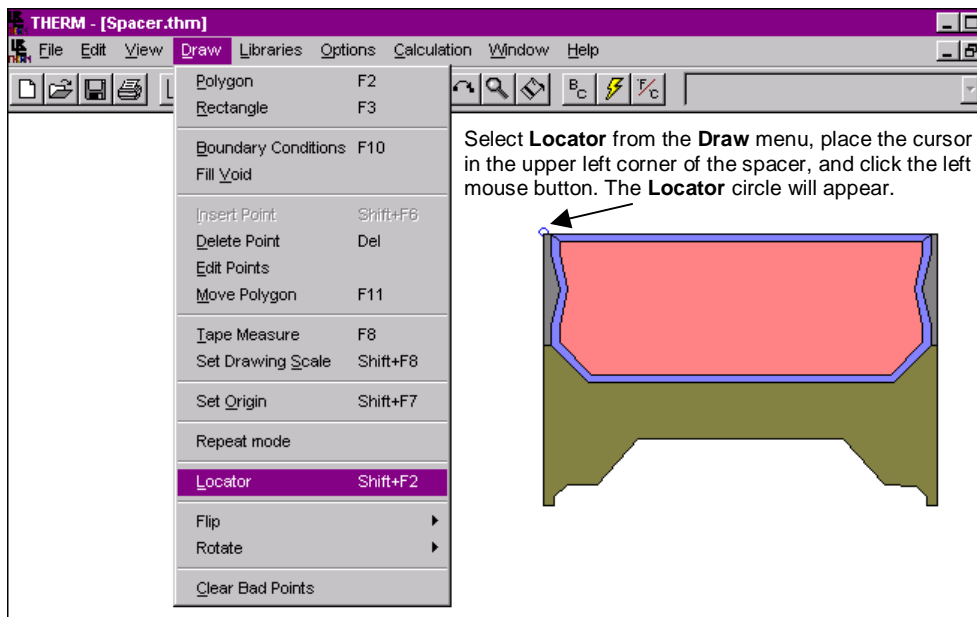 THERM - [Spacer.thm]
File Edit View Draw Libraries Options Calculation Window Help
BC F/C
Polygon F2
Rectangle F3
Boundary Conditions F10
Fill Void
Insert Point Shift+F6
Delete Point Del
Edit Points
Move Polygon F11
Tape Measure F8
Set Drawing Scale Shift+F8
Set Origin Shift+F7
Repeat mode
Locator Shift+F2
Flip
Rotate
Clear Bad Points
Select Locator from the Draw menu, place the cursor
in the upper left corner of the spacer, and click the left
mouse button. The Locator circle will appear.